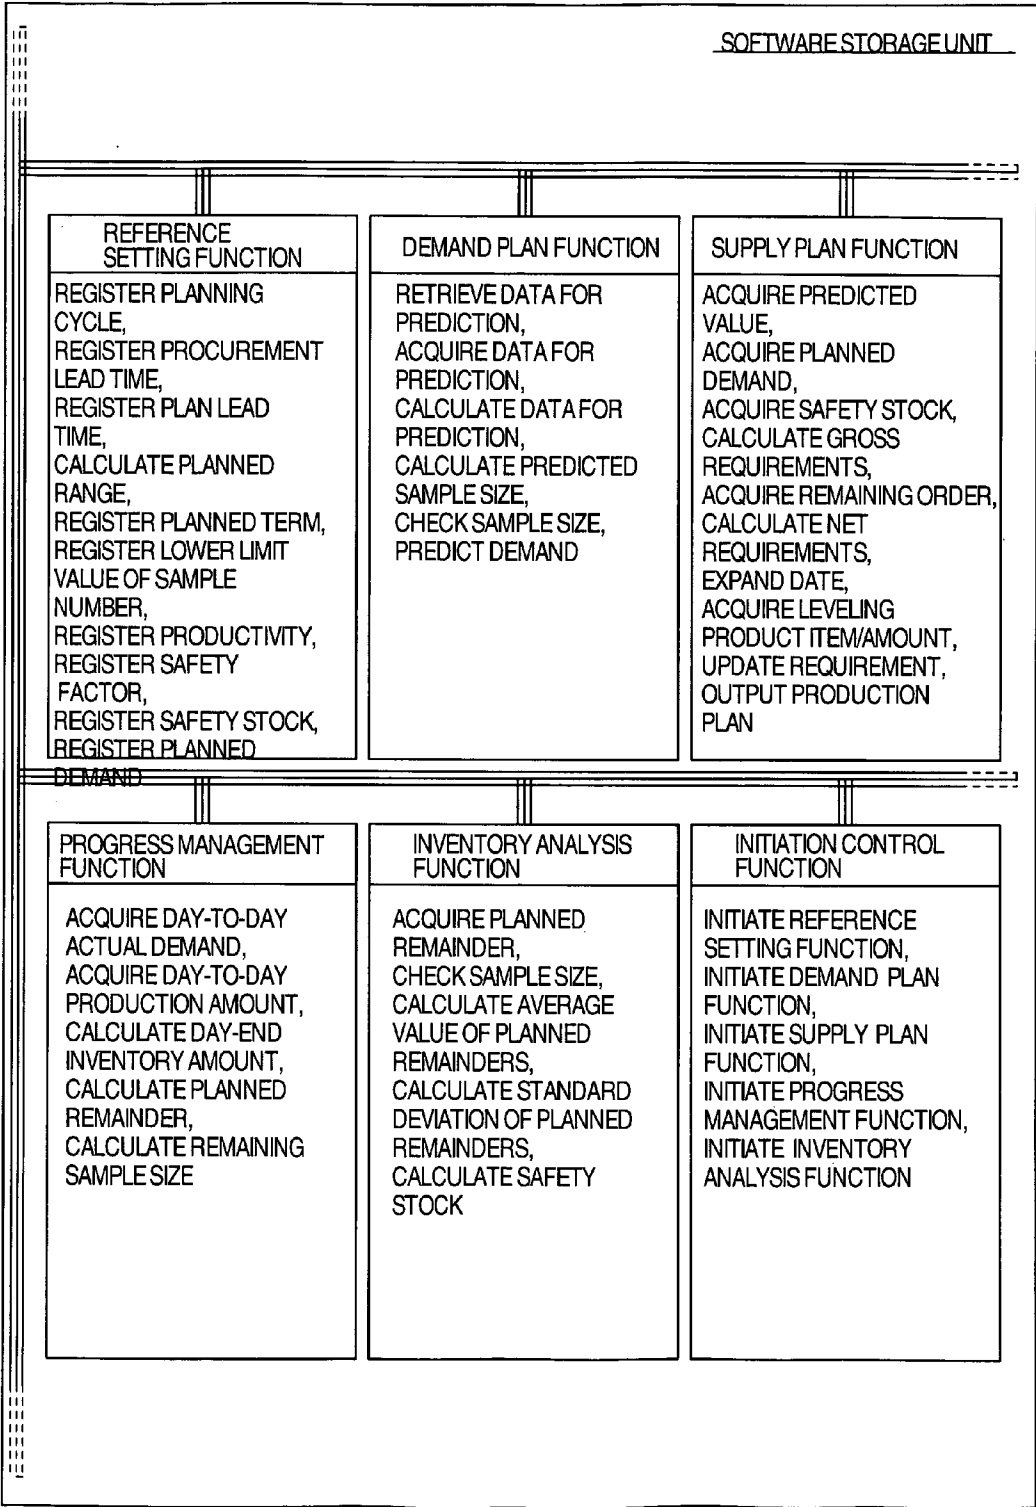 SOFTWARE STORAGE UNIT
REFERENCE
SETTING FUNCTION
REGISTER PLANNING
CYCLE,
REGISTER PROCUREMENT
LEAD TIME,
REGISTER PLAN LEAD
TIME,
CALCULATE PLANNED
RANGE,
REGISTER PLANNED TERM,
REGISTER LOWER LIMIT
VALUE OF SAMPLE
NUMBER,
REGISTER PRODUCTIVITY,
REGISTER SAFETY
FACTOR,
REGISTER SAFETY STOCK,
REGISTER PLANNED
DEMAND
DEMAND PLAN FUNCTION
RETRIEVE DATA FOR
PREDICTION,
ACQUIRE DATA FOR
PREDICTION,
CALCULATE DATA FOR
PREDICTION,
CALCULATE PREDICTED
SAMPLE SIZE,
CHECK SAMPLE SIZE,
PREDICT DEMAND
SUPPLY PLAN FUNCTION
ACQUIRE PREDICTED
VALUE,
ACQUIRE PLANNED
DEMAND,
ACQUIRE SAFETY STOCK,
CALCULATE GROSS
REQUIREMENTS,
ACQUIRE REMAINING ORDER,
CALCULATE NET
REQUIREMENTS,
EXPAND DATE,
ACQUIRE LEVELING
PRODUCT ITEM/AMOUNT,
UPDATE REQUIREMENT,
OUTPUT PRODUCTION
PLAN
PROGRESS MANAGEMENT
FUNCTION
ACQUIRE DAY-TO-DAY
ACTUAL DEMAND,
ACQUIRE DAY-TO-DAY
PRODUCTION AMOUNT,
CALCULATE DAY-END
INVENTORY AMOUNT,
CALCULATE PLANNED
REMAINDER,
CALCULATE REMAINING
SAMPLE SIZE
INVENTORY ANALYSIS
FUNCTION
ACQUIRE PLANNED
REMAINDER,
CHECK SAMPLE SIZE,
CALCULATE AVERAGE
VALUE OF PLANNED
REMAINDERS,
CALCULATE STANDARD
DEVIATION OF PLANNED
REMAINDERS,
CALCULATE SAFETY
STOCK
INITIATION CONTROL
FUNCTION
INITIATE REFERENCE
SETTING FUNCTION,
INITIATE DEMAND PLAN
FUNCTION,
INITIATE SUPPLY PLAN
FUNCTION,
INITIATE PROGRESS
MANAGEMENT FUNCTION,
INITIATE INVENTORY
ANALYSIS FUNCTION